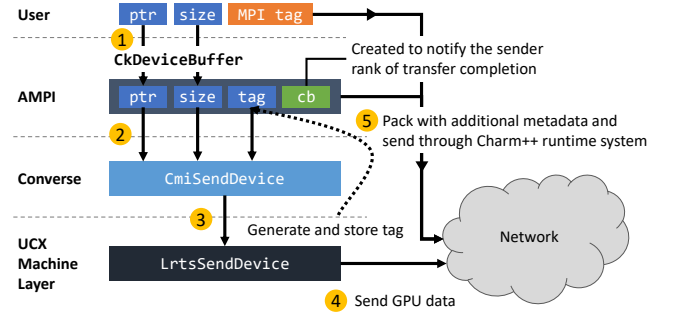 User
ptr
size
MPI tag
1
CkDeviceBuffer
Created to notify the sender
rank of transfer completion
AMPI
ptr
size
tag
cb
2
5
Pack with additional metadata and
send through Charm++ runtime system
Converse
CmiSendDevice
3
Generate and store tag
Network
UCX
Machine
Layer
LrtsSendDevice
4
Send GPU data